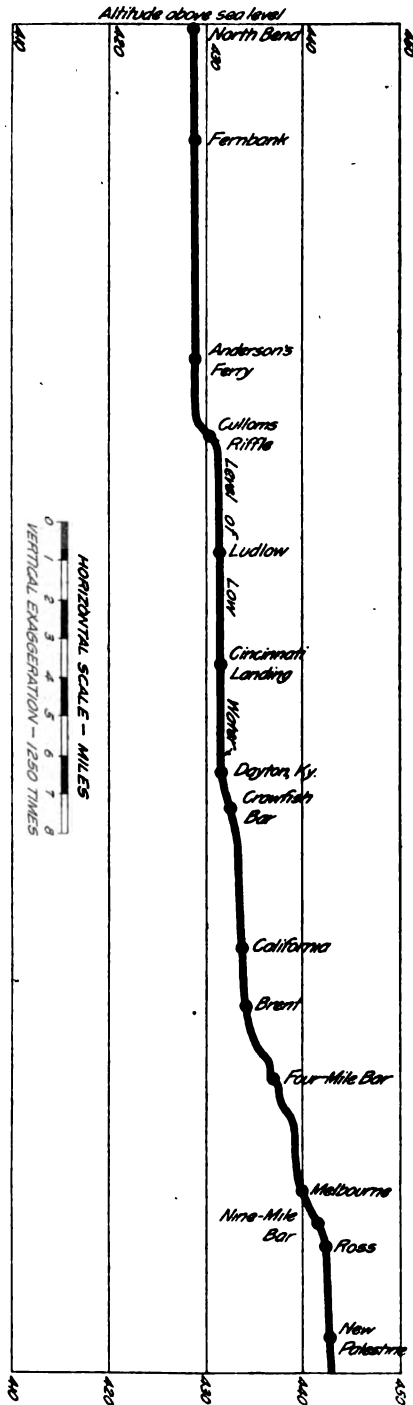 Altitude above sea level
420
430
440
North Bend
Fernbank
Anderson's
Ferry
Culloms
Riffle
Level of Low Water
Ludlow
Cincinnati
Landing
Dayton, Ky.
Crawfish
Bar
California
Brent
Four-Mile Bar
Melbourne
Nine-Mile
Bar
Ross
New
Palestine
HORIZONTAL SCALE - MILES
0 1 2 3 4 5 6 7 8
VERTICAL EXAGGERATION - 1250 TIMES
410
420
430
440
450